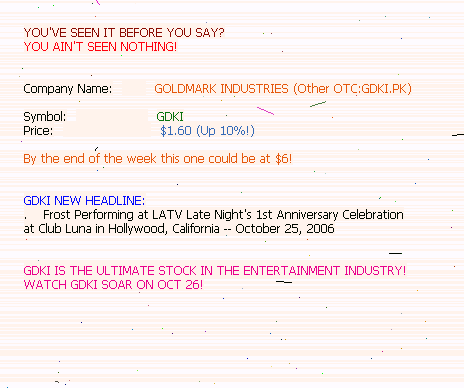 YOU'VE SEEN IT BEFORE YOU SAY?
YOU AIN'T SEEN NOTHING!
Company Name: GOLDMARK INDUSTRIES (Other OTC:GDKI.PK)
Symbol: GDKI
Price: $1.60 (Up 10%!)
By the end of the week this one could be at $6!
GDKI NEW HEADLINE:
. Frost Performing at LATV Late Night's 1st Anniversary Celebration
at Club Luna in Hollywood, California -- October 25, 2006
GDKI IS THE ULTIMATE STOCK IN THE ENTERTAINMENT INDUSTRY!
WATCH GDKI SOAR ON OCT 26!